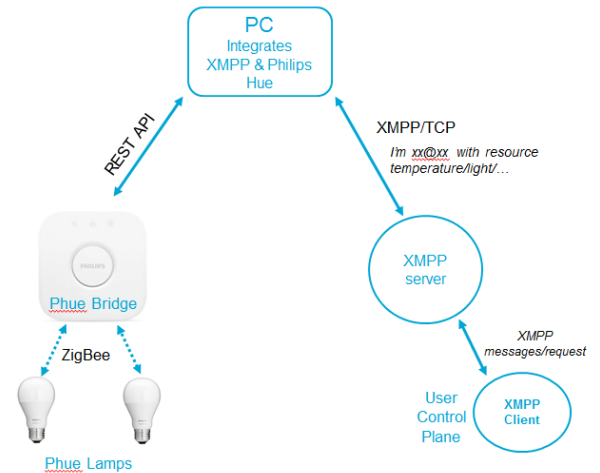 PC
Integrates
XMPP & Philips
Hue
REST API
XMPP/TCP
I'm xx@xx with resource
temperature/light/...
PHILIPS
Phue Bridge
XMPP
server
ZigBee
XMPP
messages/request
User
Control
Plane
XMPP
Client
Phue Lamps